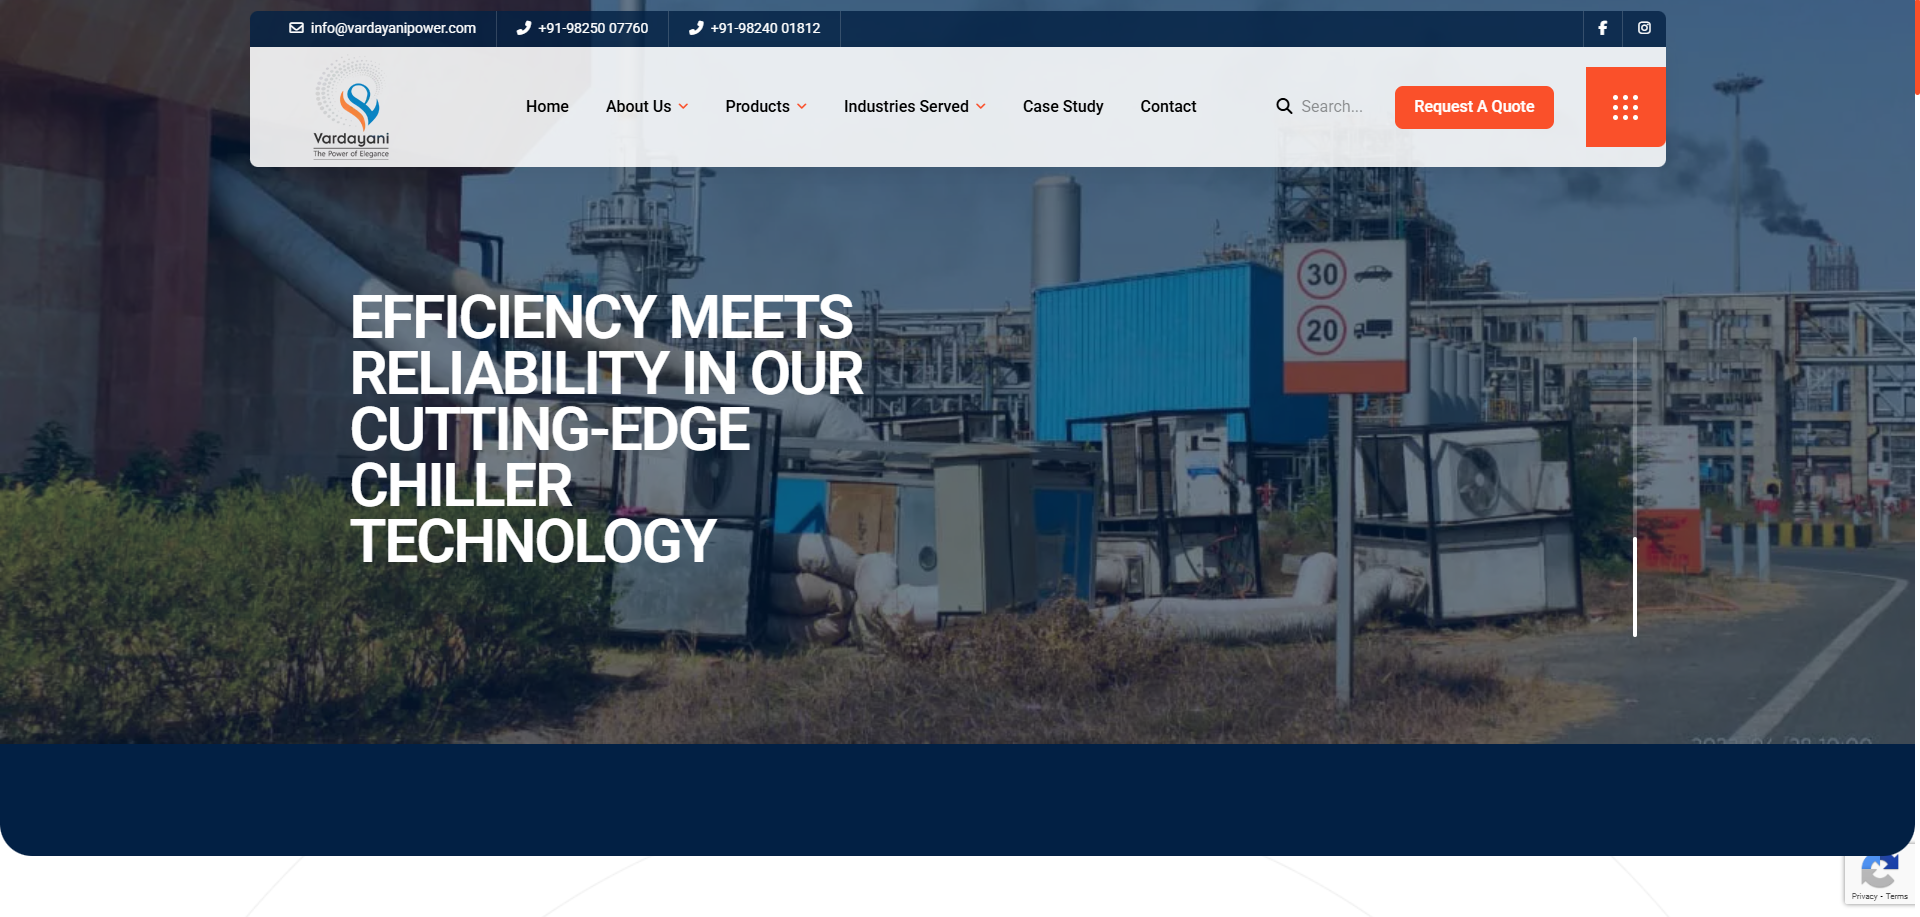 info@vardayanipower.com
+91-98250 07760
+91-98240 01812
Vardayani
The Power of Elegance
Home
About Us
Products
Industries Served
Case Study
Contact
Search...
Request A Quote
30
20
EFFICIENCY MEETS
RELIABILITY IN OUR
CUTTING-EDGE
CHILLER
TECHNOLOGY
Privacy - Terms